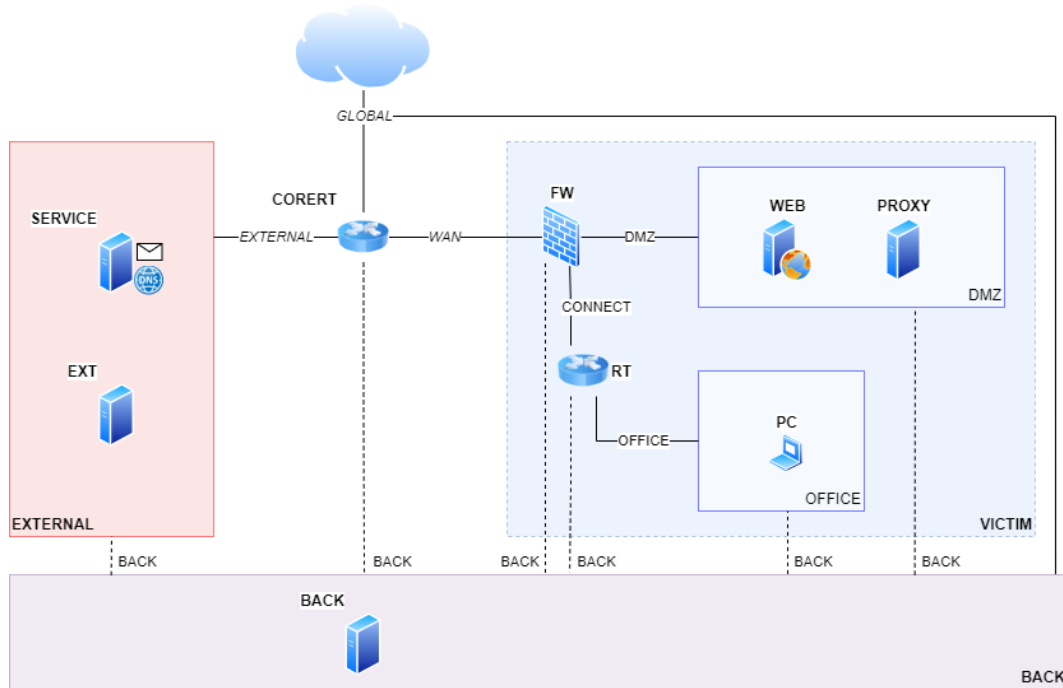 GLOBAL
CORERT
FW
WEB
PROXY
SERVICE
EXTERNAL
WAN
DMZ
DNS
DMZ
CONNECT
EXT
RT
PC
OFFICE
OFFICE
EXTERNAL
VICTIM
BACK
BACK
BACK
BACK
BACK
BACK
BACK
BACK